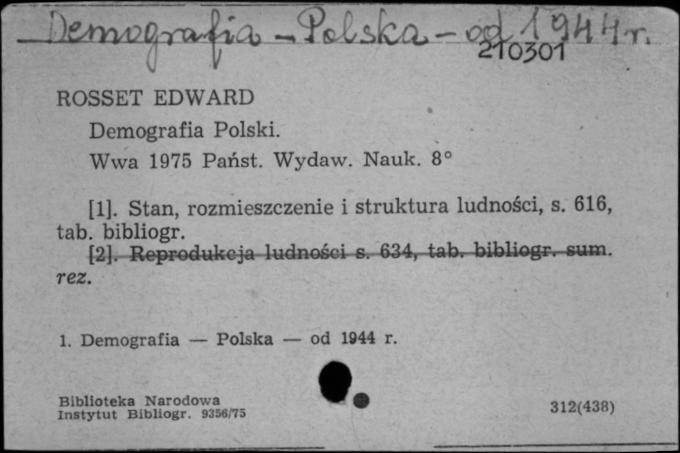 Demografia - Polska - od 1944 r.
210301
ROSSET EDWARD
Demografia Polski.
Wwa 1975 Państ. Wydaw. Nauk. 8°
[1]. Stan, rozmieszczenie i struktura ludności, s. 616,
tab. bibliogr.
[2]. Reprodukcja ludności s. 634, tab. bibliogr. sum.
rez.
1. Demografia — Polska — od 1944 r.
Biblioteka Narodowa
Instytut Bibliogr. 9356/75
312(438)